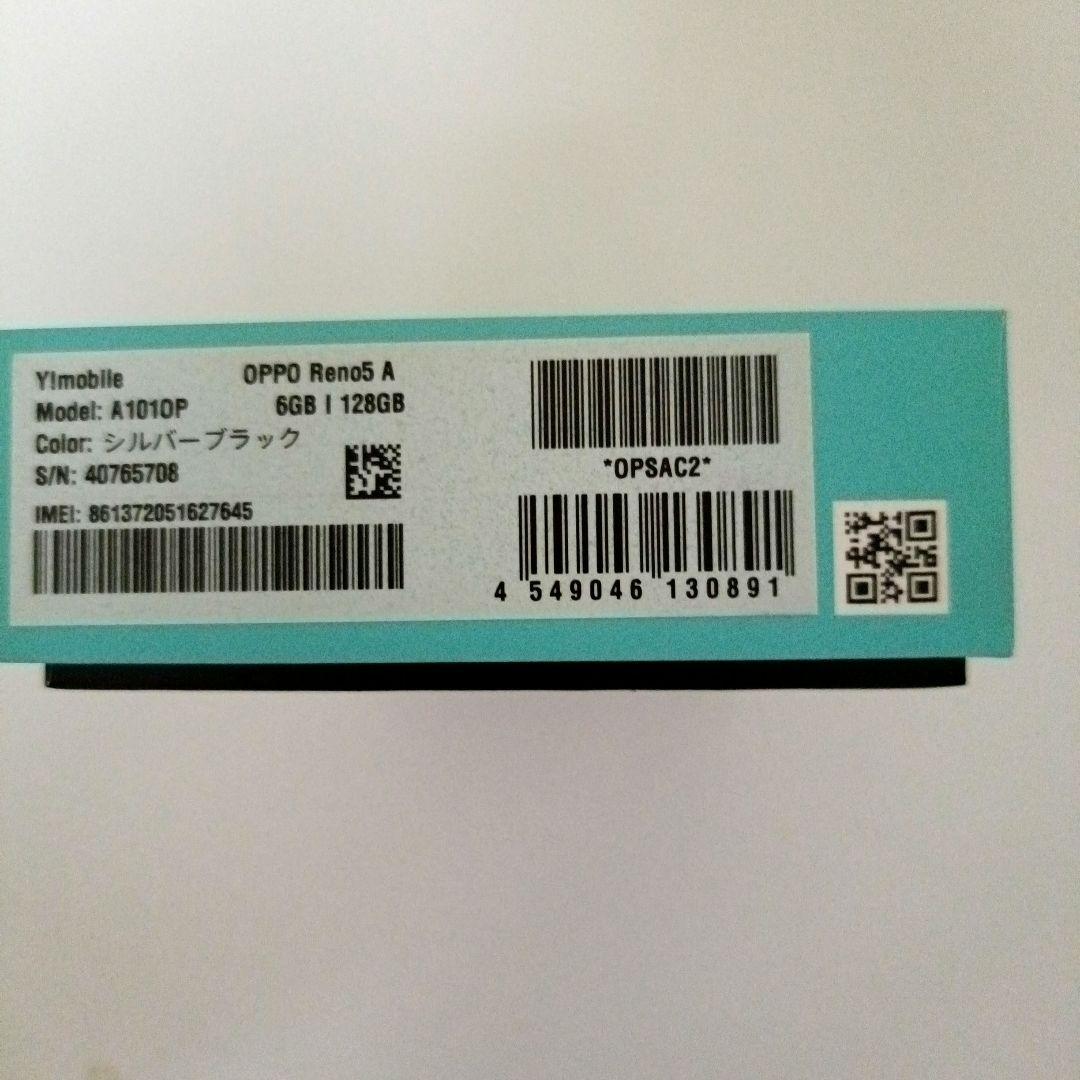 Y!mobile OPPO Reno5 A
Model: A101OP 6GB | 128GB
Color: シルバーブラック
S/N: 40765708
IMEI: 861372051627645
*OPSAC2*
4 549046 130891